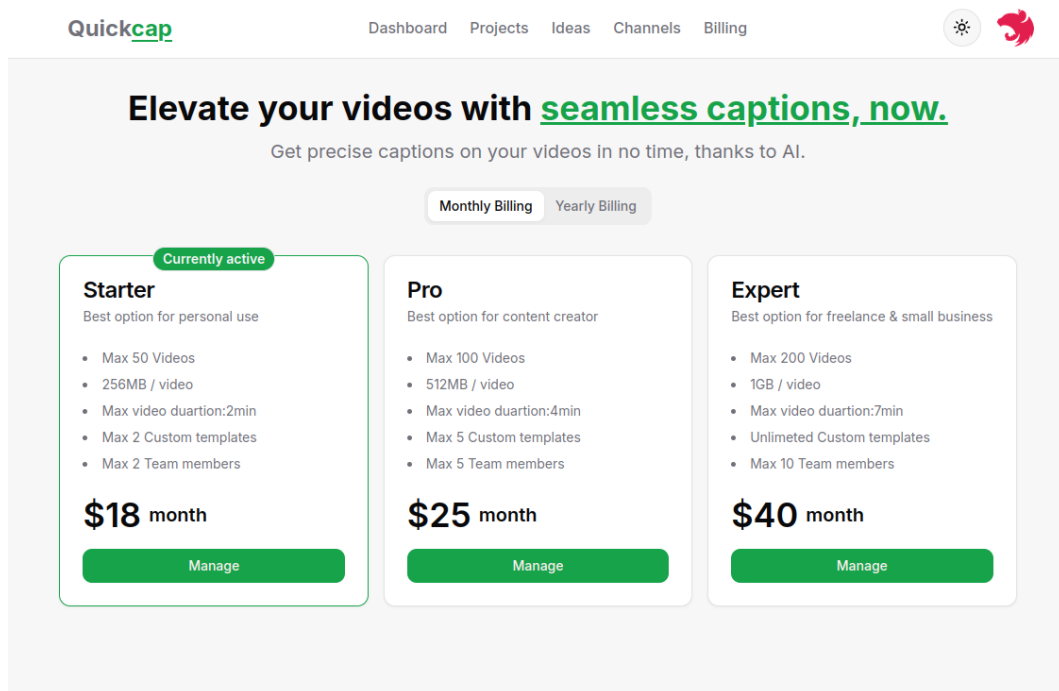 Quickcap
Dashboard Projects Ideas Channels Billing
Elevate your videos with seamless captions, now.
Get precise captions on your videos in no time, thanks to AI.
Monthly Billing Yearly Billing
Currently active
Starter
Best option for personal use
Max 50 Videos
256MB / video
Max video duartion:2min
Max 2 Custom templates
Max 2 Team members
$18 month
Manage
Pro
Best option for content creator
Max 100 Videos
512MB / video
Max video duartion:4min
Max 5 Custom templates
Max 5 Team members
$25 month
Manage
Expert
Best option for freelance & small business
Max 200 Videos
1GB / video
Max video duartion:7min
Unlimeted Custom templates
Max 10 Team members
$40 month
Manage